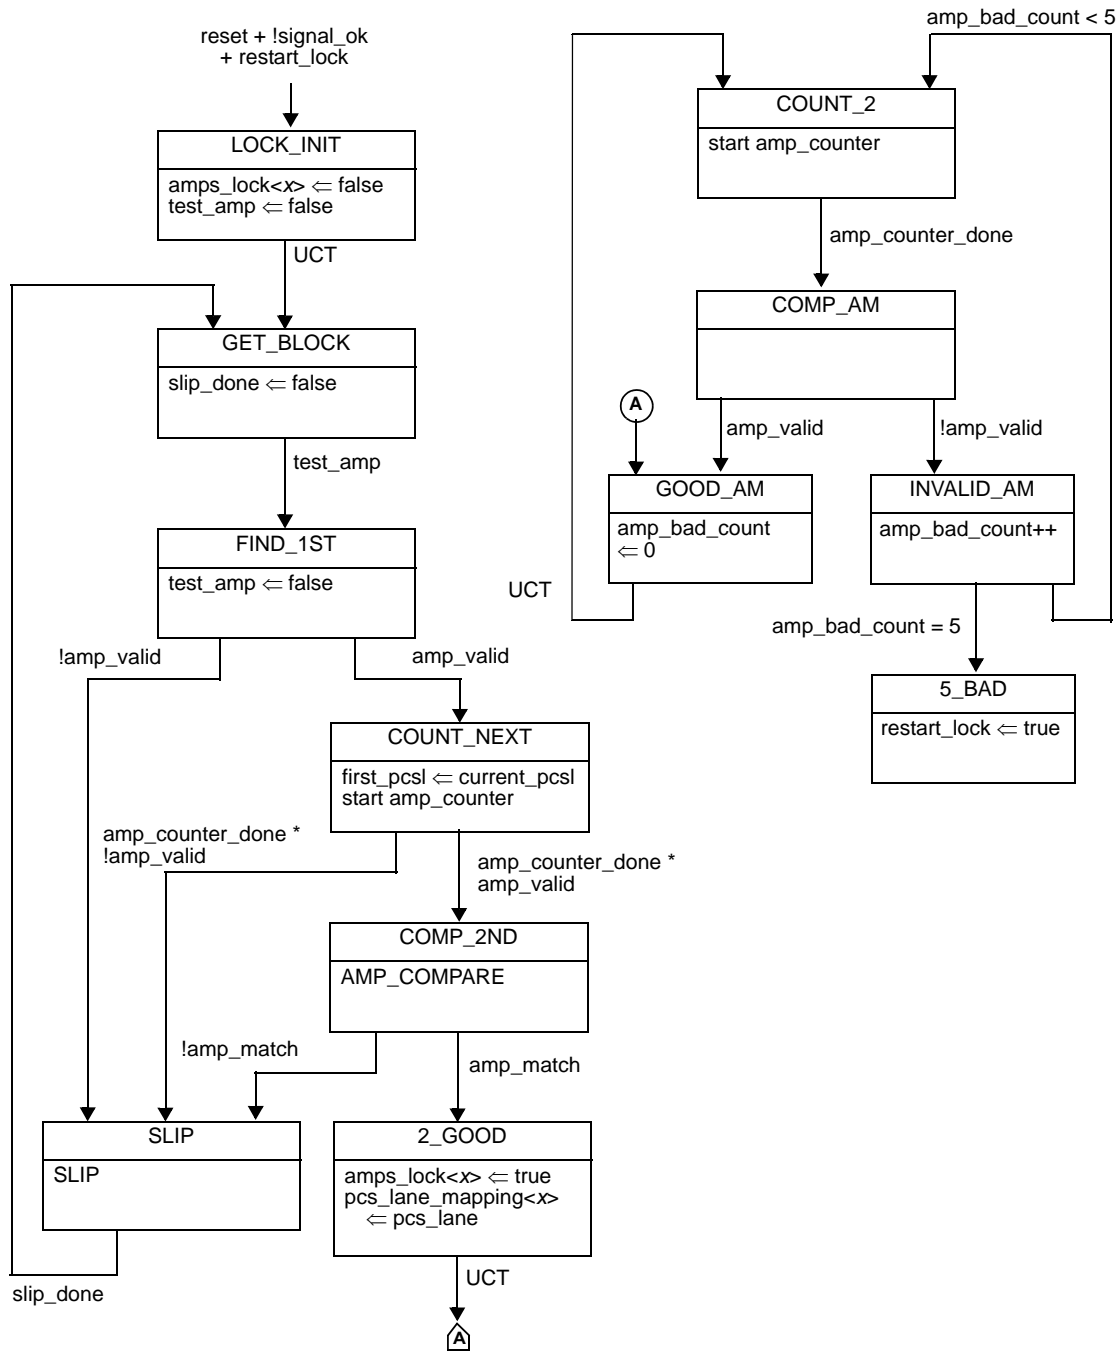 reset + !signal_ok
+ restart_lock
LOCK_INIT
amps_lock<x> ⇐ false
test_amp ⇐ false
UCT
GET_BLOCK
slip_done ⇐ false
test_amp
FIND_1ST
test_amp ⇐ false
!amp_valid
amp_valid
COUNT_NEXT
first_pcsl ⇐ current_pcsl
start amp_counter
amp_counter_done *
!amp_valid
amp_counter_done *
amp_valid
COMP_2ND
AMP_COMPARE
!amp_match
amp_match
SLIP
SLIP
slip_done
2_GOOD
amps_lock<x> ⇐ true
pcs_lane_mapping<x>
⇐ pcs_lane
UCT
A
amp_bad_count < 5
COUNT_2
start amp_counter
amp_counter_done
COMP_AM
A
amp_valid
!amp_valid
GOOD_AM
amp_bad_count
⇐ 0
UCT
INVALID_AM
amp_bad_count++
amp_bad_count = 5
5_BAD
restart_lock ⇐ true